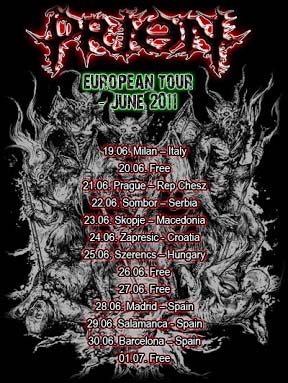 PRION
EUROPEAN TOUR
- JUNE 2011
19.06. Milan – Italy
20.06. Free
21.06. Prague – Rep Chesz
22.06. Sombor – Serbia
23.06. Skopje – Macedonia
24.06. Zapresic - Croatia
25.06. Szerencs – Hungary
26.06. Free
27.06. Free
28.06. Madrid – Spain
29.06. Salamanca - Spain
30.06. Barcelona – Spain
01.07. Free